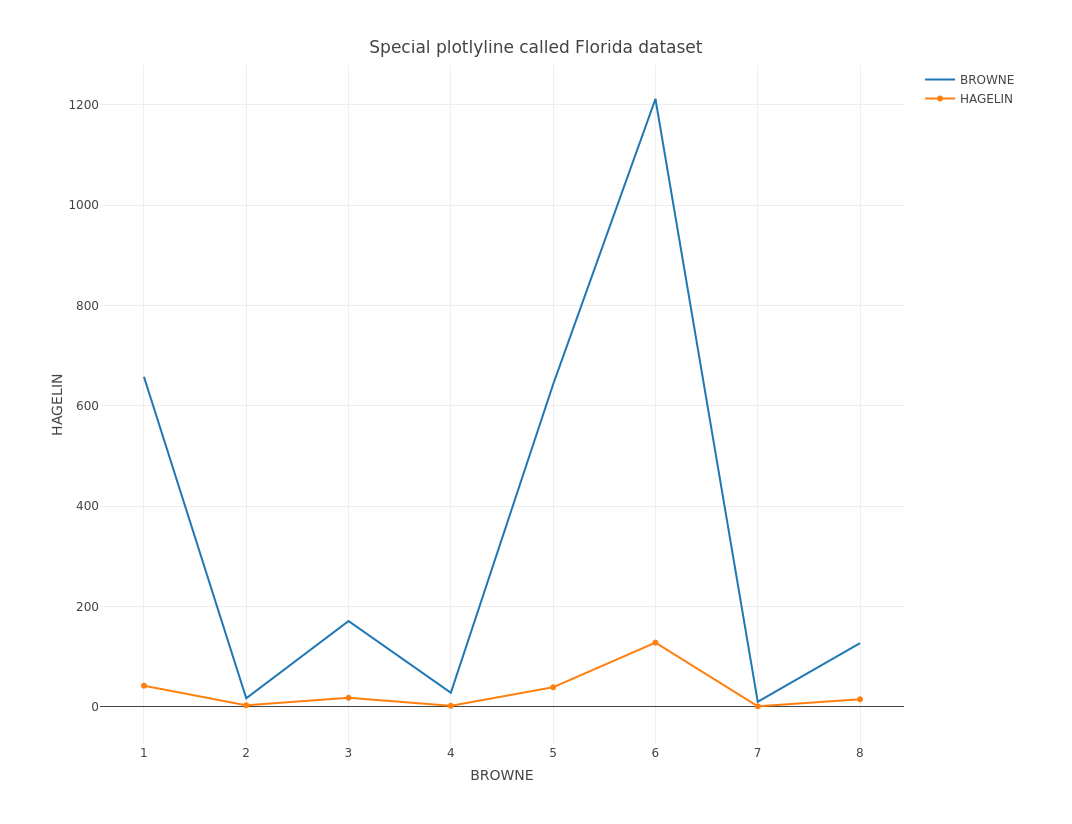 Special plotlyline called Florida dataset
BROWNE
HAGELIN
1200
1000
800
600
400
200
0
HAGELIN
1 2 3 4 5 6 7 8
BROWNE